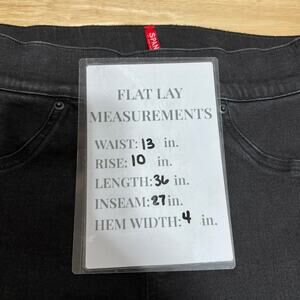 SPAN
FLAT LAY
MEASUREMENTS
WAIST: 13 in.
RISE: 10 in.
LENGTH: 36 in.
INSEAM: 27 in.
HEM WIDTH: 4 in.